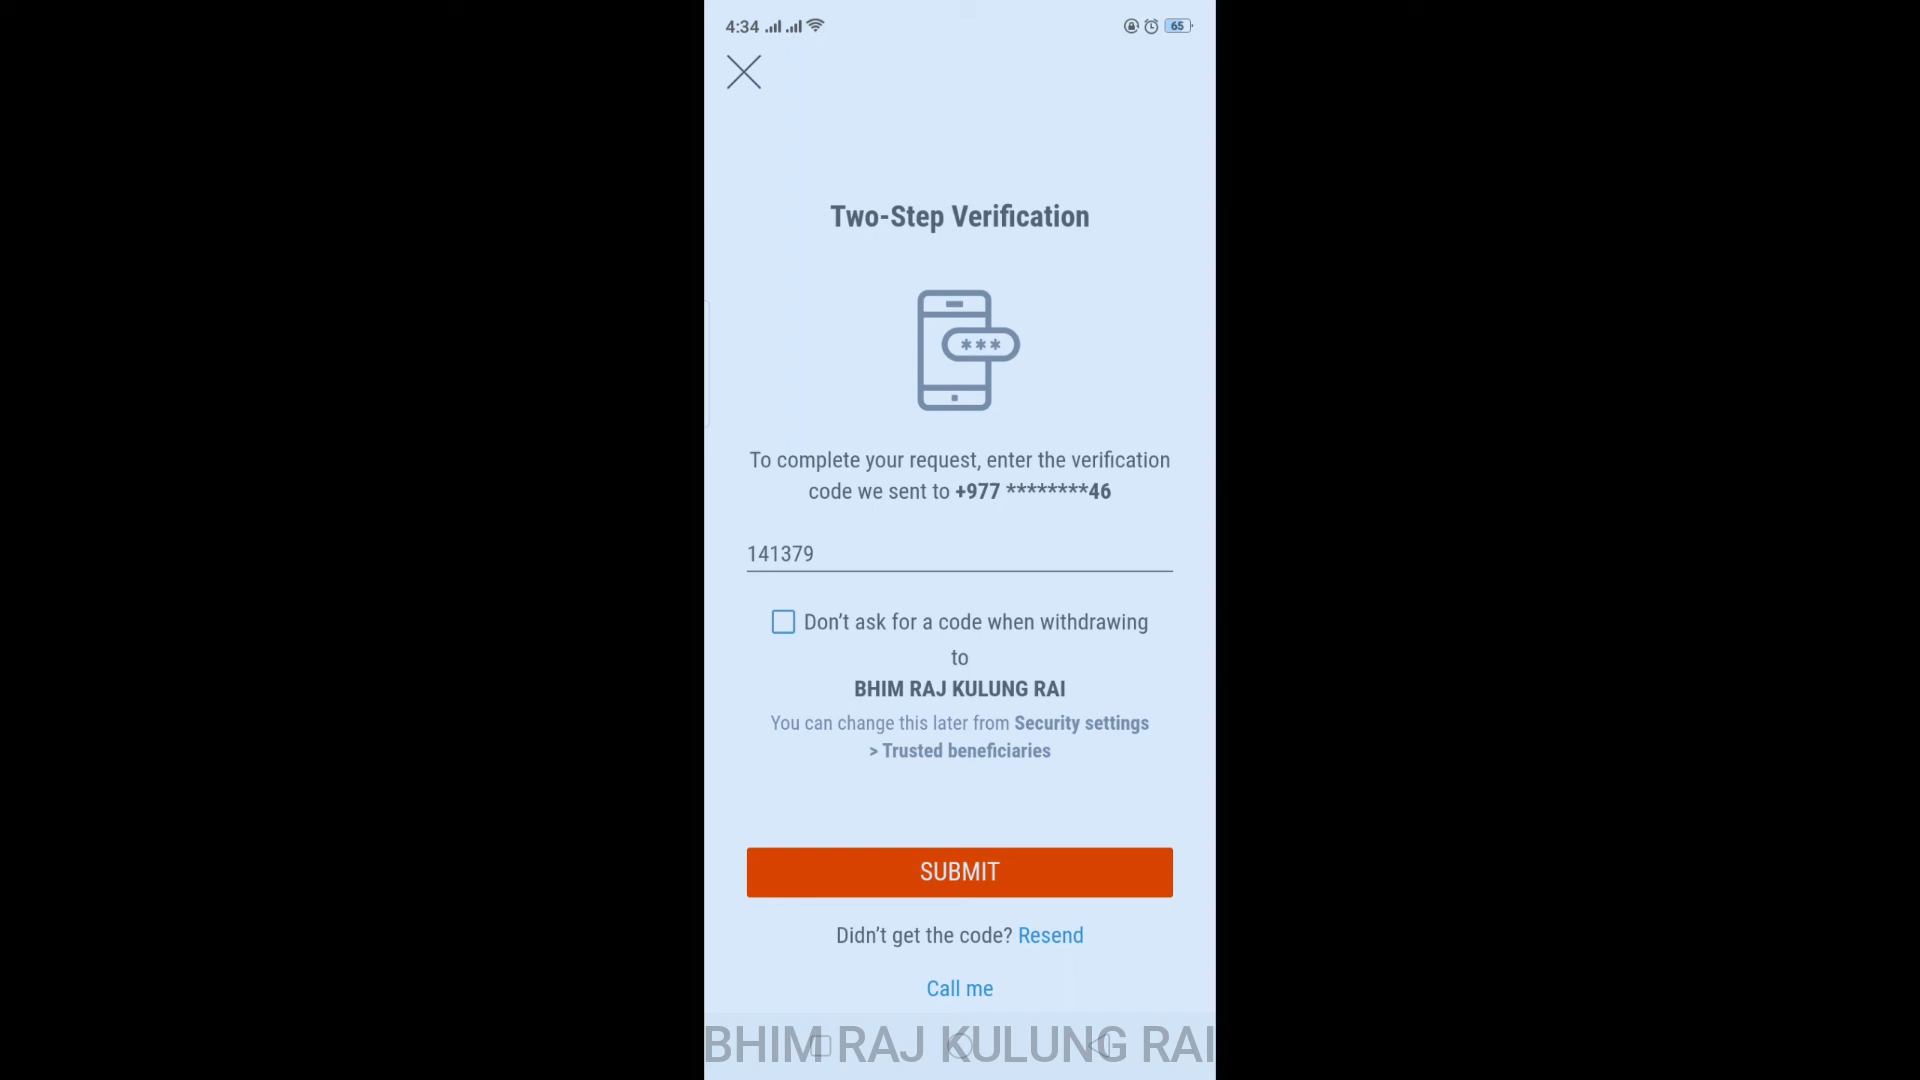 4:34
65
Two-Step Verification
***
To complete your request, enter the verification
code we sent to +977 ********46
141379
Don't ask for a code when withdrawing
to
BHIM RAJ KULUNG RAI
You can change this later from Security settings
> Trusted beneficiaries
SUBMIT
Didn't get the code? Resend
Call me
BHIM RAJ KULUNG RAI